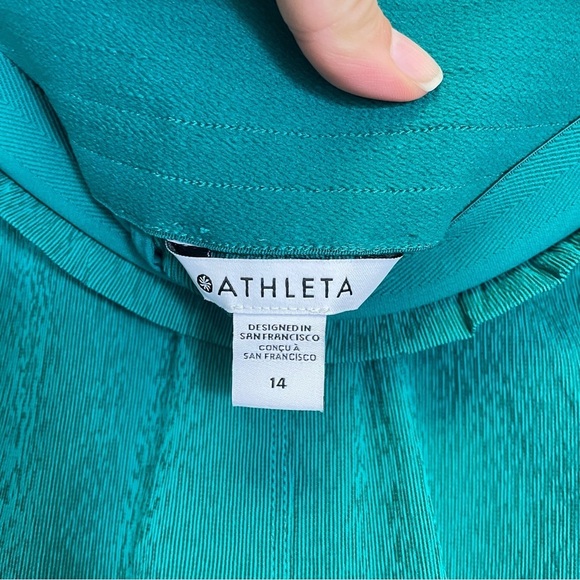 ATHLETA
DESIGNED IN
SAN FRANCISCO
CONÇU À
SAN FRANCISCO
14